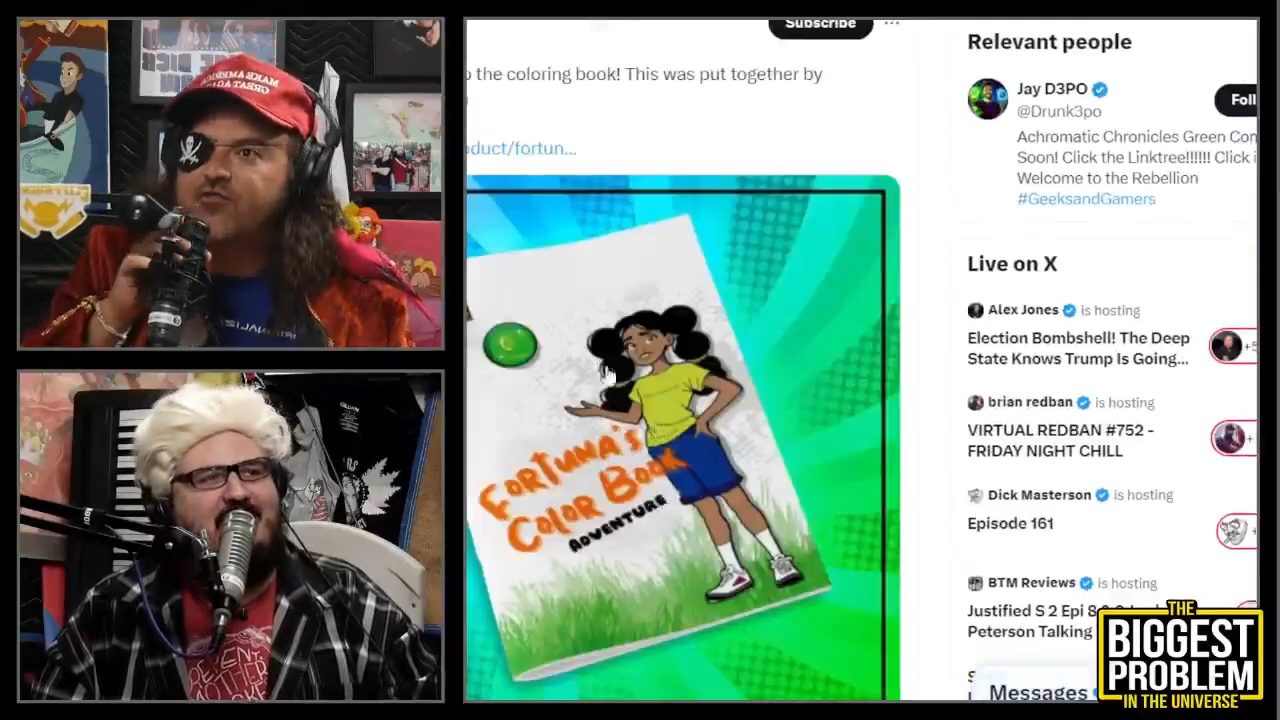 Subscribe
the coloring book! This was put together by
duct/fortun...
FORTUNA'S
COLOR BOOK
ADVENTURE
Relevant people
Jay D3PO
@Drunk3po
Foll
Achromatic Chronicles Green Con
Soon! Click the Linktree!!!!!! Click i
Welcome to the Rebellion
#GeeksandGamers
Live on X
Alex Jones is hosting
Election Bombshell! The Deep
State Knows Trump Is Going...
brian redban is hosting
VIRTUAL REDBAN #752 -
FRIDAY NIGHT CHILL
Dick Masterson is hosting
Episode 161
BTM Reviews is hosting
Justified S 2 Epi
Peterson Talking
Messages
THE
BIGGEST
PROBLEM
IN THE UNIVERSE
MAKE AMERICA
GREAT AGAIN